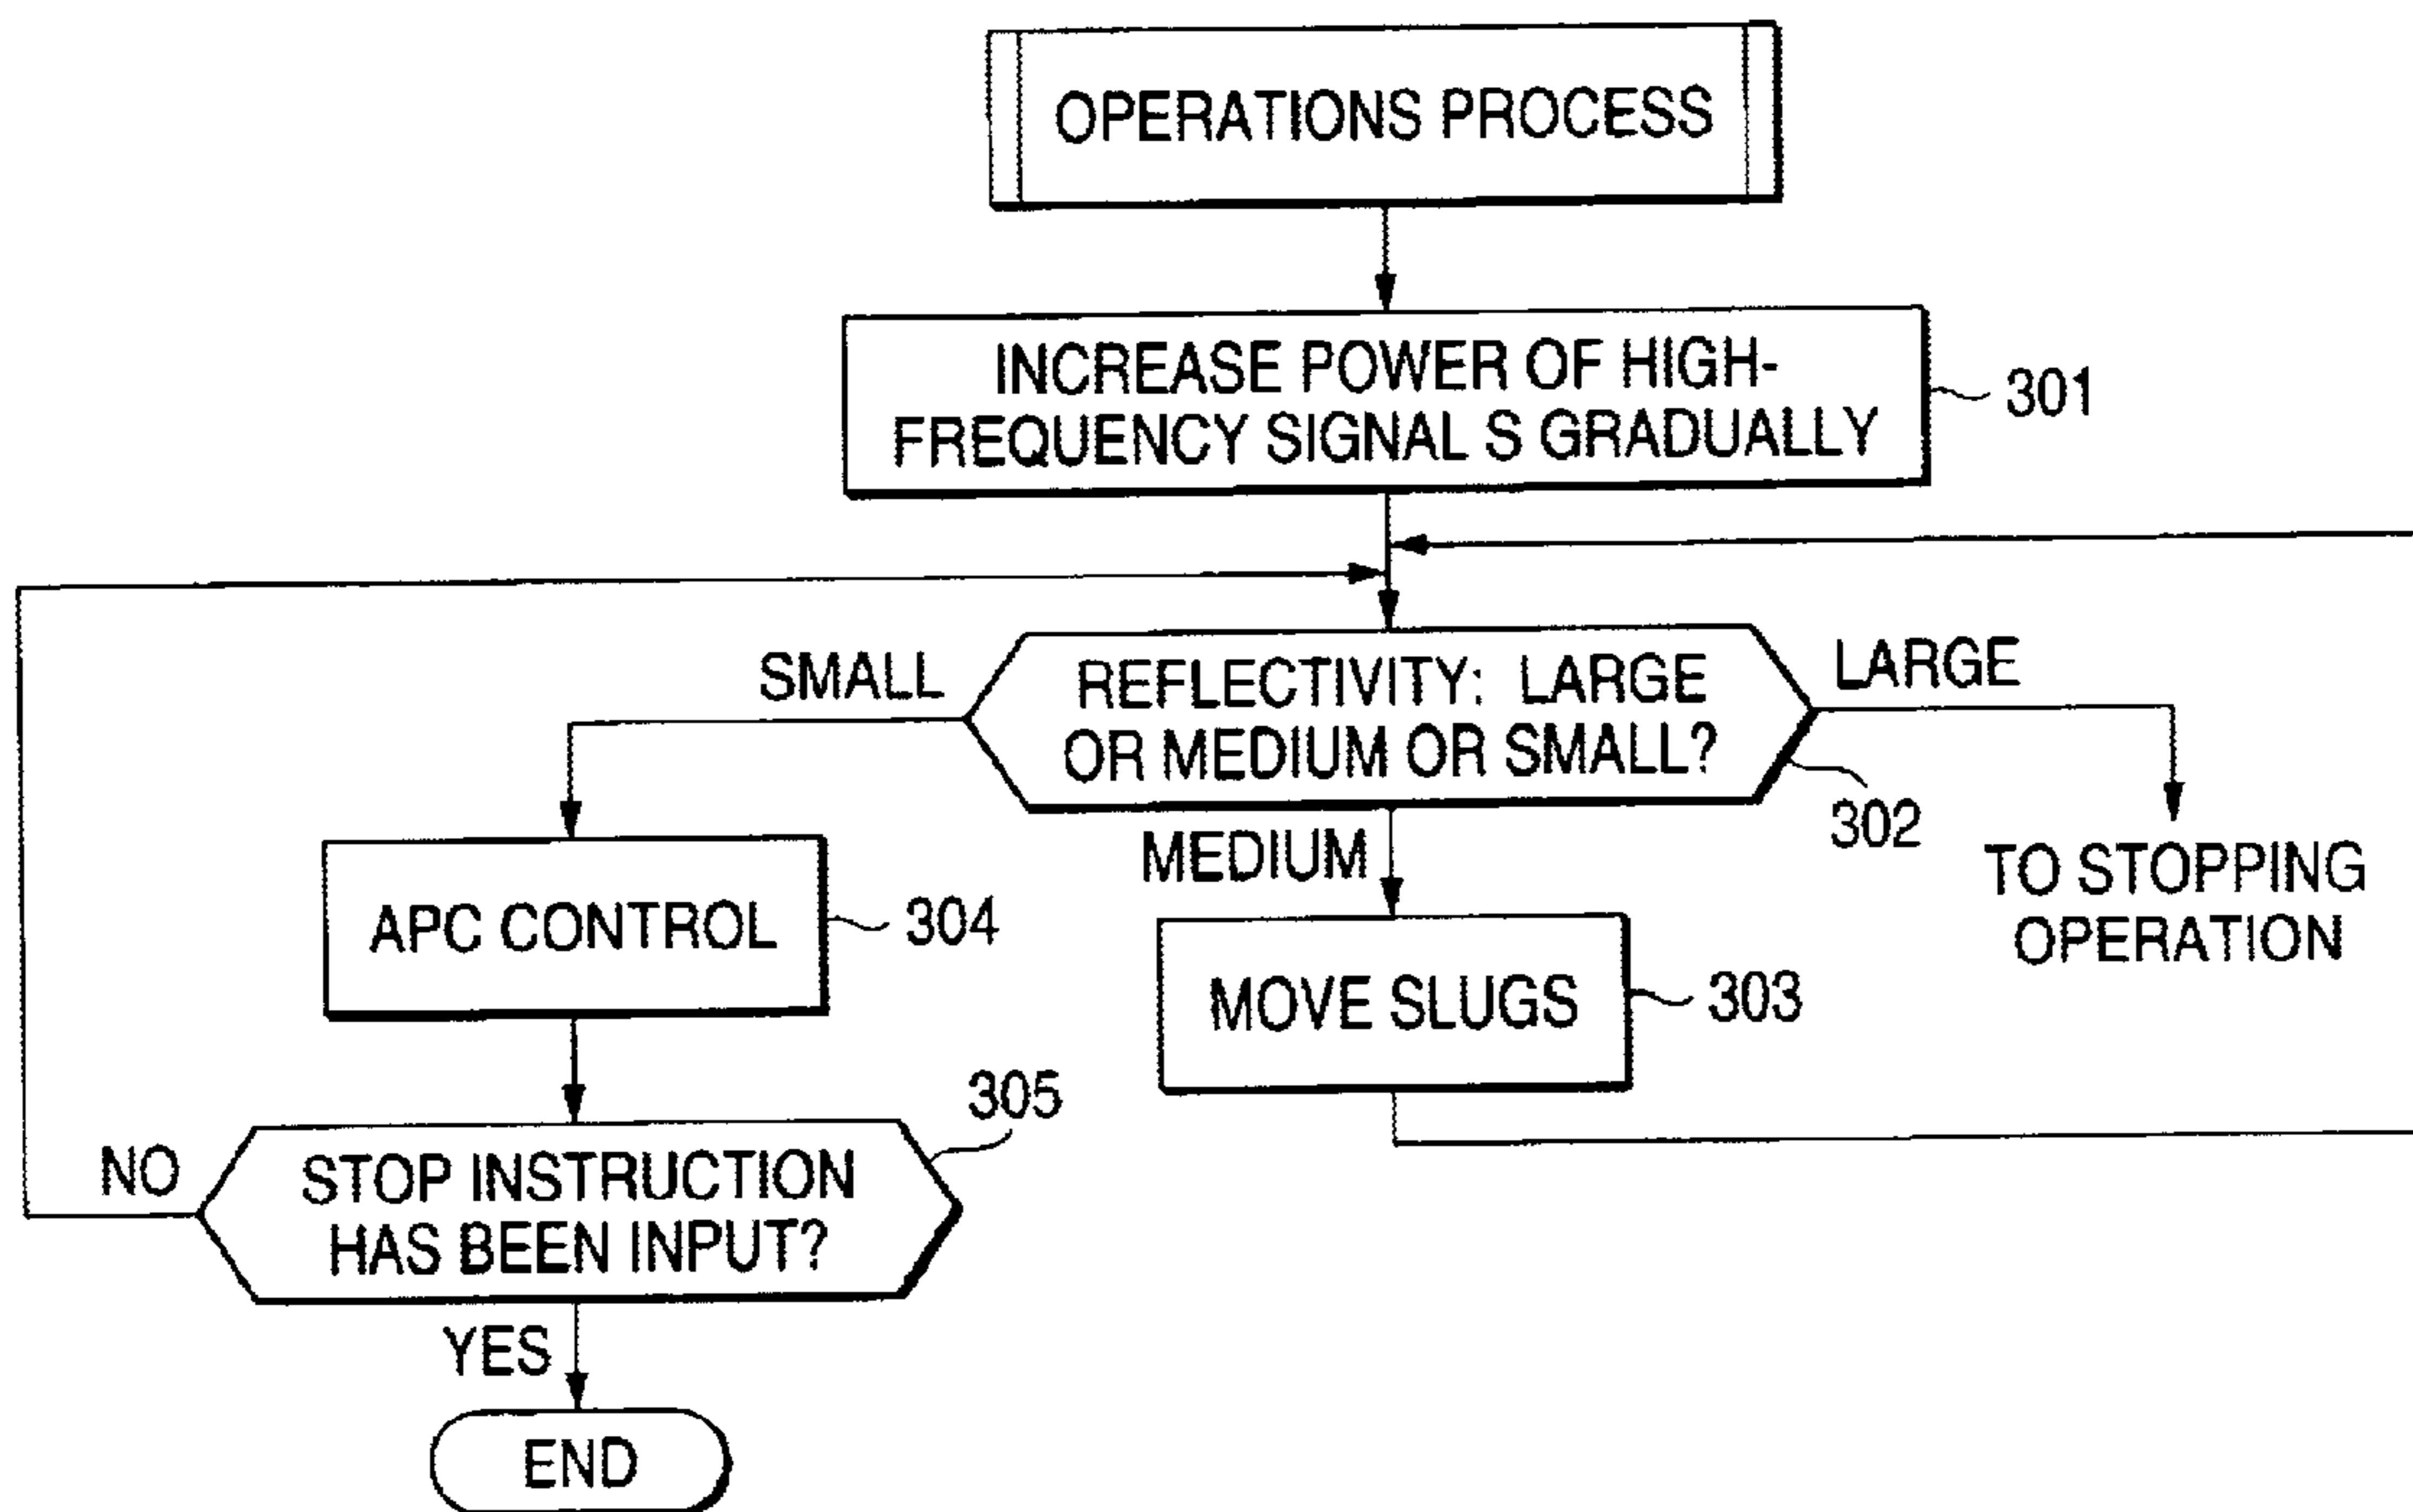 OPERATIONS PROCESS
INCREASE POWER OF HIGH-
FREQUENCY SIGNAL S GRADUALLY
301
SMALL
REFLECTIVITY: LARGE
OR MEDIUM OR SMALL?
LARGE
302
MEDIUM
TO STOPPING
OPERATION
APC CONTROL
304
MOVE SLUGS
303
305
NO
STOP INSTRUCTION
HAS BEEN INPUT?
YES
END